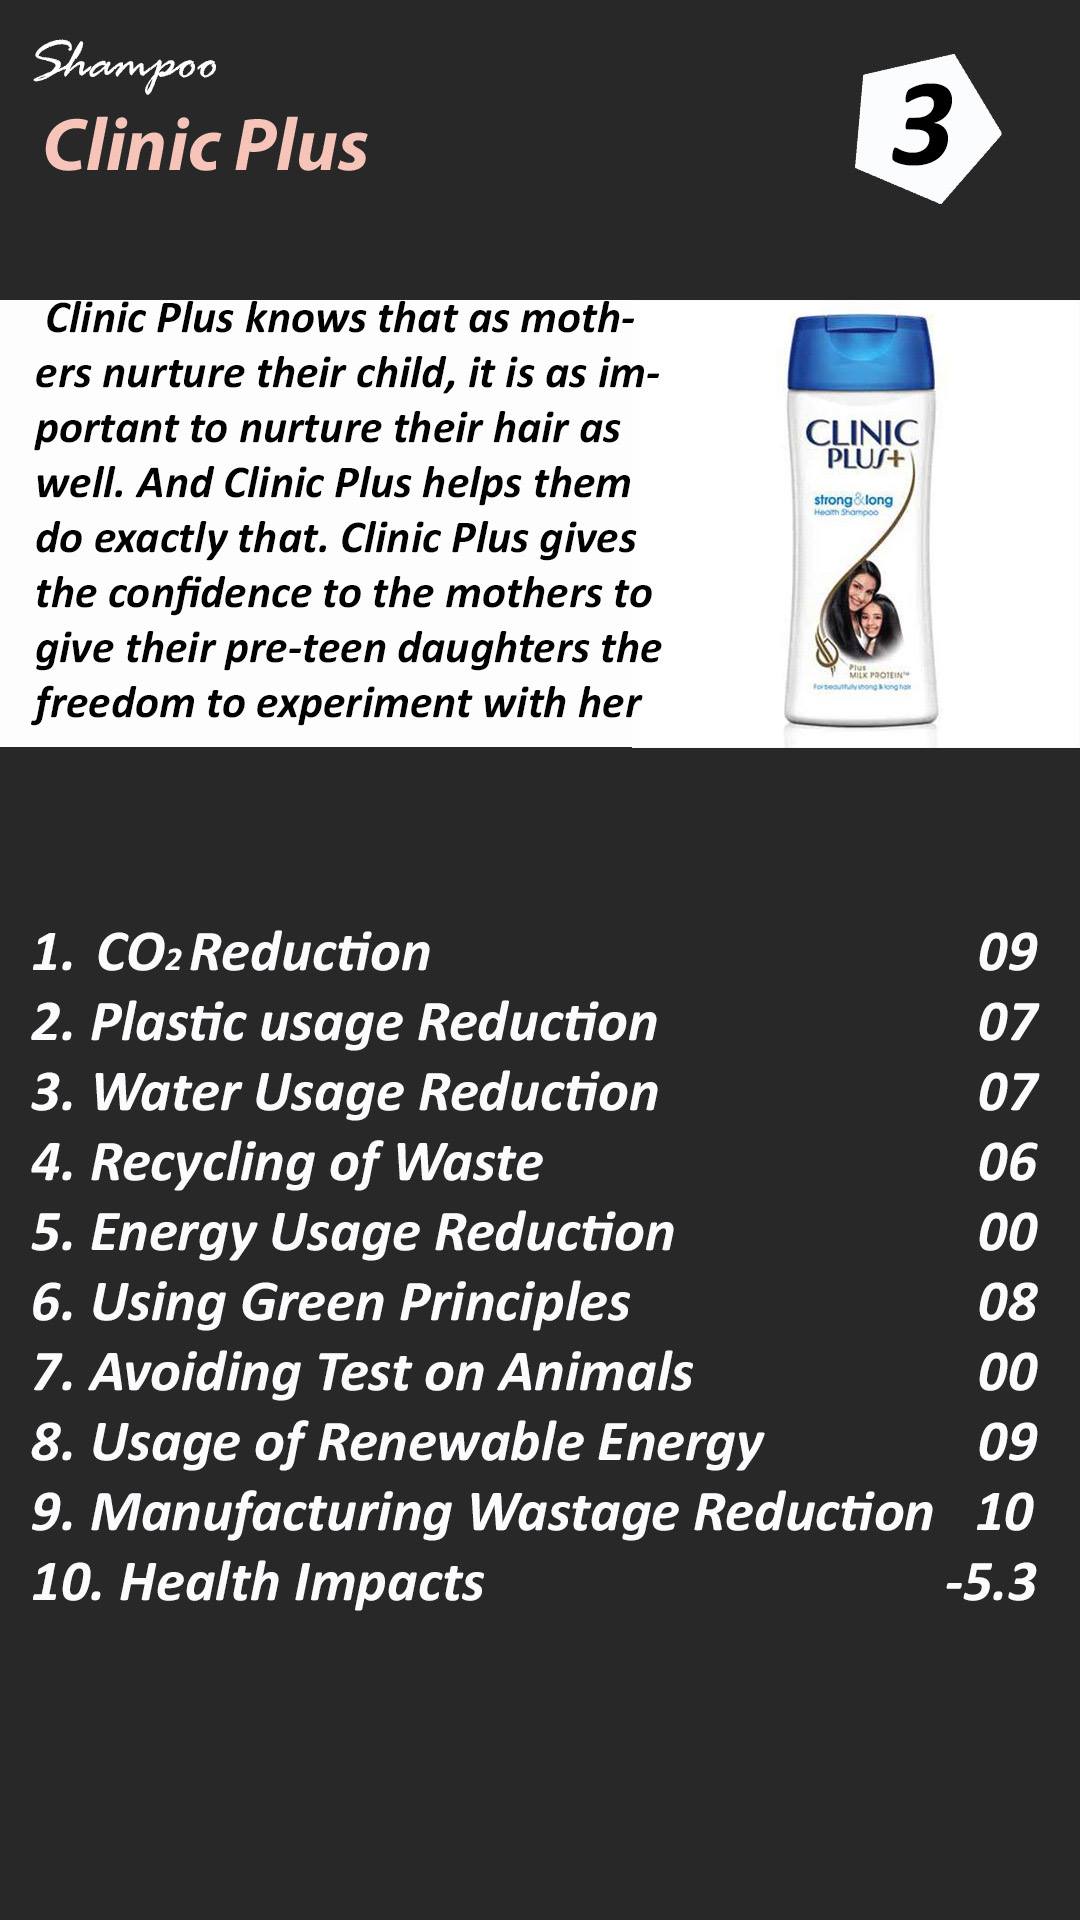 Shampoo
Clinic Plus
3
Clinic Plus knows that as moth-
ers nurture their child, it is as im-
portant to nurture their hair as
well. And Clinic Plus helps them
do exactly that. Clinic Plus gives
the confidence to the mothers to
give their pre-teen daughters the
freedom to experiment with her
CLINIC
PLUS+
strong&long
Health Shampoo
Plus
MILK PROTEIN™
For beautifully strong & long hair
1. CO₂ Reduction 09
2. Plastic usage Reduction 07
3. Water Usage Reduction 07
4. Recycling of Waste 06
5. Energy Usage Reduction 00
6. Using Green Principles 08
7. Avoiding Test on Animals 00
8. Usage of Renewable Energy 09
9. Manufacturing Wastage Reduction 10
10. Health Impacts -5.3